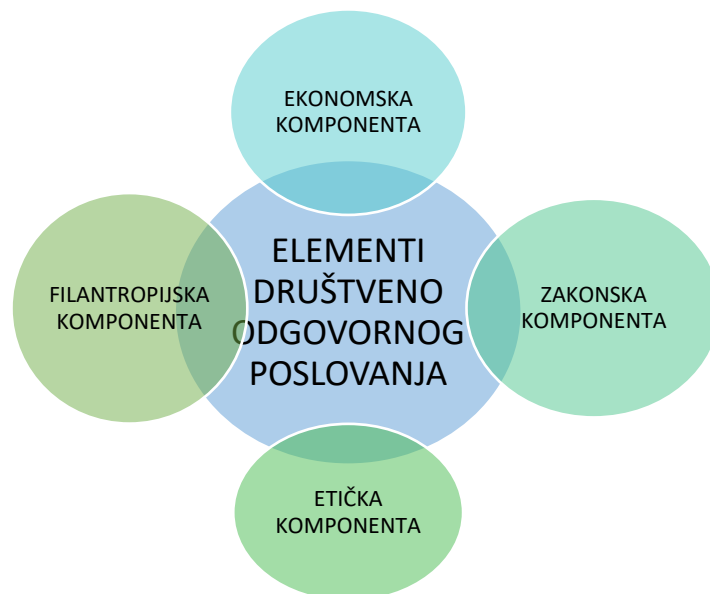 EKONOMSKA
KOMPONENTA
ELEMENTI
DRUŠTVENO
ODGOVORNOG
POSLOVANJA
FILANTROPIJSKA
KOMPONENTA
ZAKONSKA
KOMPONENTA
ETIČKA
KOMPONENTA